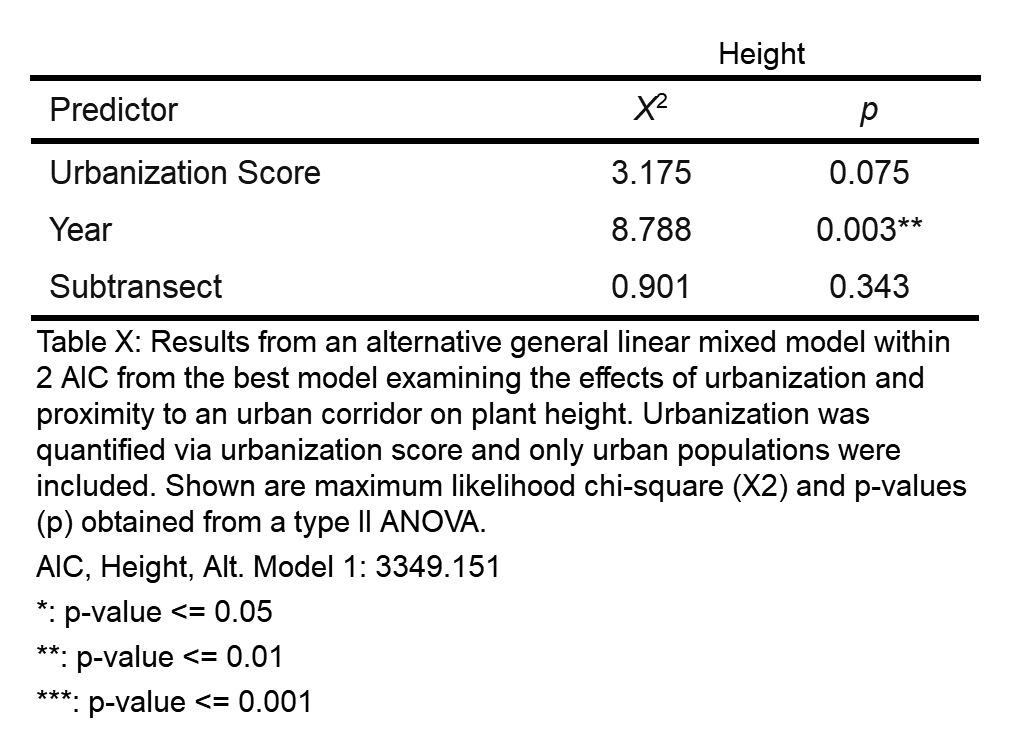 Height
Predictor X² p
Urbanization Score 3.175 0.075
Year 8.788 0.003**
Subtransect 0.901 0.343
Table X: Results from an alternative general linear mixed model within
2 AIC from the best model examining the effects of urbanization and
proximity to an urban corridor on plant height. Urbanization was
quantified via urbanization score and only urban populations were
included. Shown are maximum likelihood chi-square (X2) and p-values
(p) obtained from a type II ANOVA.
AIC, Height, Alt. Model 1: 3349.151
*: p-value <= 0.05
**: p-value <= 0.01
***: p-value <= 0.001